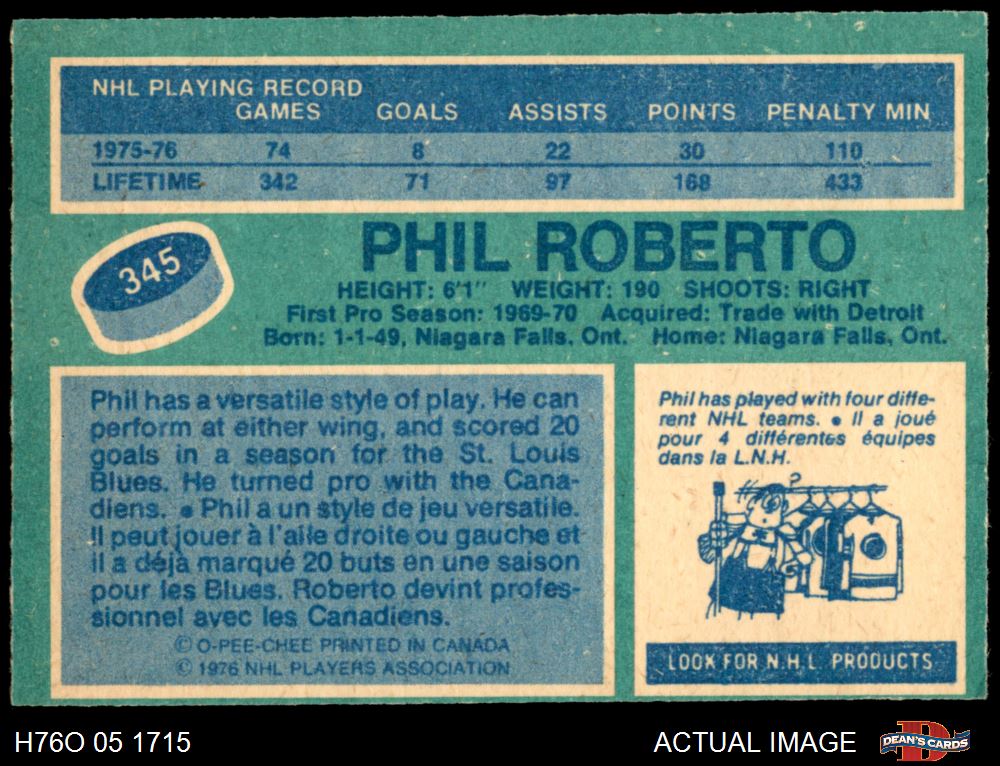 NHL PLAYING RECORD
GAMES GOALS ASSISTS POINTS PENALTY MIN
1975-76 74 8 22 30 110
LIFETIME 342 71 97 168 433
345
PHIL ROBERTO
HEIGHT: 6'1" WEIGHT: 190 SHOOTS: RIGHT
First Pro Season: 1969-70 Acquired: Trade with Detroit
Born: 1-1-49, Niagara Falls, Ont. Home: Niagara Falls, Ont.
Phil has a versatile style of play. He can
perform at either wing, and scored 20
goals in a season for the St. Louis
Blues. He turned pro with the Cana-
diens. • Phil a un style de jeu versatile.
Il peut jouer à l'aile droite ou gauche et
il a déjà marqué 20 buts en une saison
pour les Blues. Roberto devint profes-
sionnel avec les Canadiens.
© O-PEE-CHEE PRINTED IN CANADA
© 1976 NHL PLAYERS ASSOCIATION
Phil has played with four diffe-
rent NHL teams. • Il a joué
pour 4 différentes équipes
dans la L.N.H.
?
LOOK FOR N.H.L. PRODUCTS
H76O 05 1715
ACTUAL IMAGE
D
DEAN'S CARDS